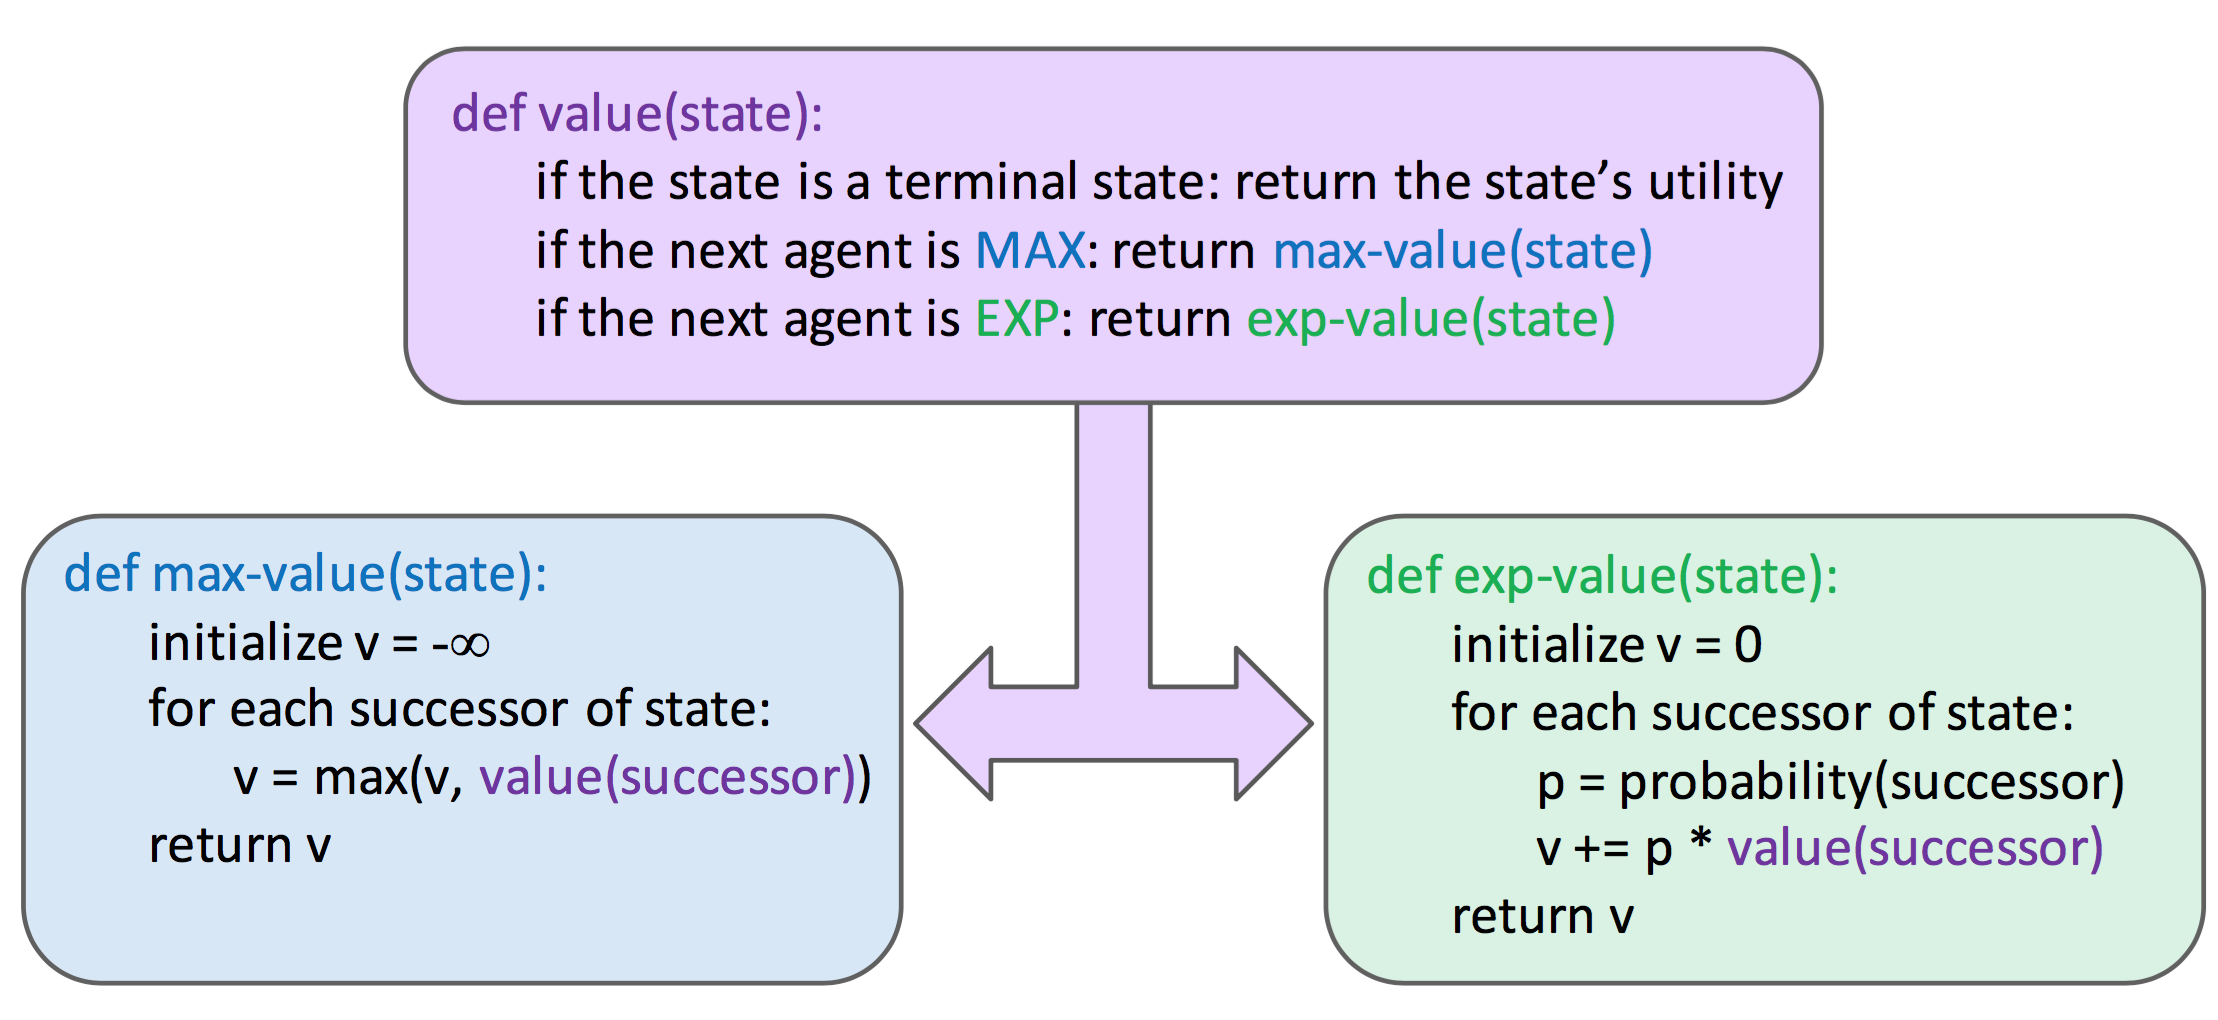 def value(state):
if the state is a terminal state: return the state’s utility
if the next agent is MAX: return max-value(state)
if the next agent is EXP: return exp-value(state)
def max-value(state):
initialize v = -∞
for each successor of state:
v = max(v, value(successor))
return v
def exp-value(state):
initialize v = 0
for each successor of state:
p = probability(successor)
v += p * value(successor)
return v